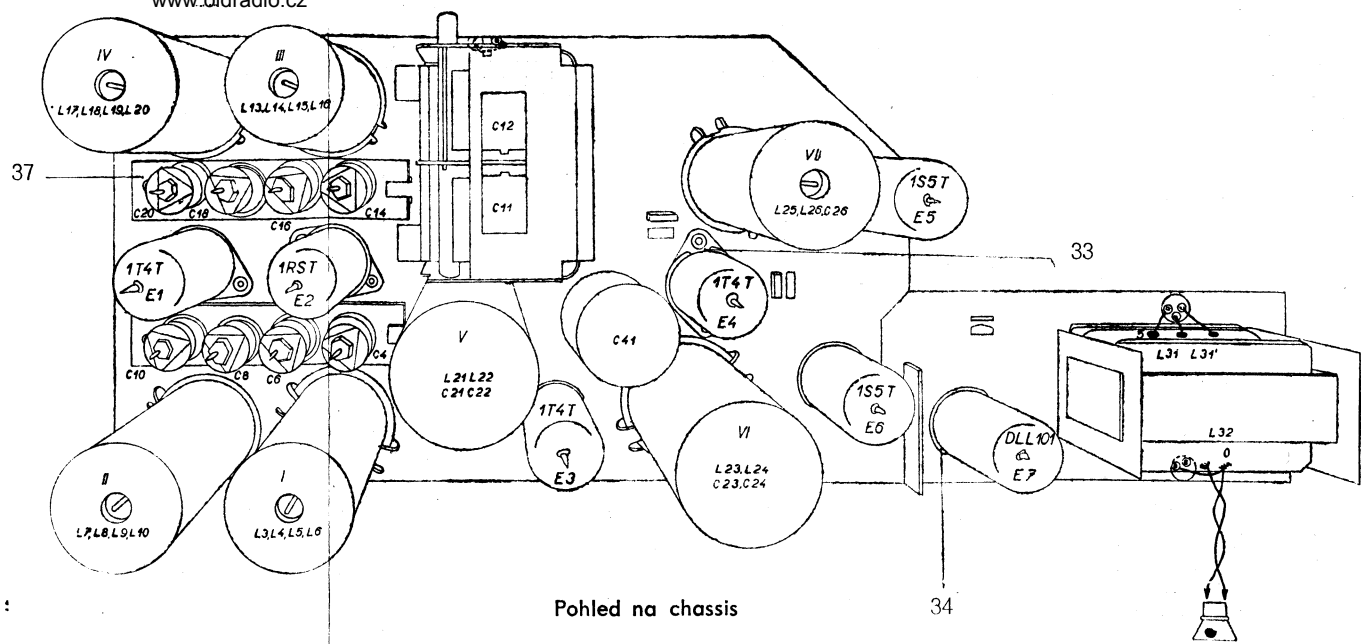 www.oldradio.cz
IV
L17,L18,L19,L20
III
L13,L14,L15,L16
C12
C11
VII
L25,L26,C26
1S5T
E5
37
C20
C18
C16
C14
33
1T4T
E1
1RST
E2
1T4T
E4
C10
C8
C6
C4
V
L21 L22
C21 C22
C41
5
L31 L31'
1T4T
E3
1S5T
E6
VI
L23,L24
C23,C24
DLL101
E7
L32
0
II
L7,L8,L9,L10
I
L3,L4,L5,L6
Pohled na chassis
34